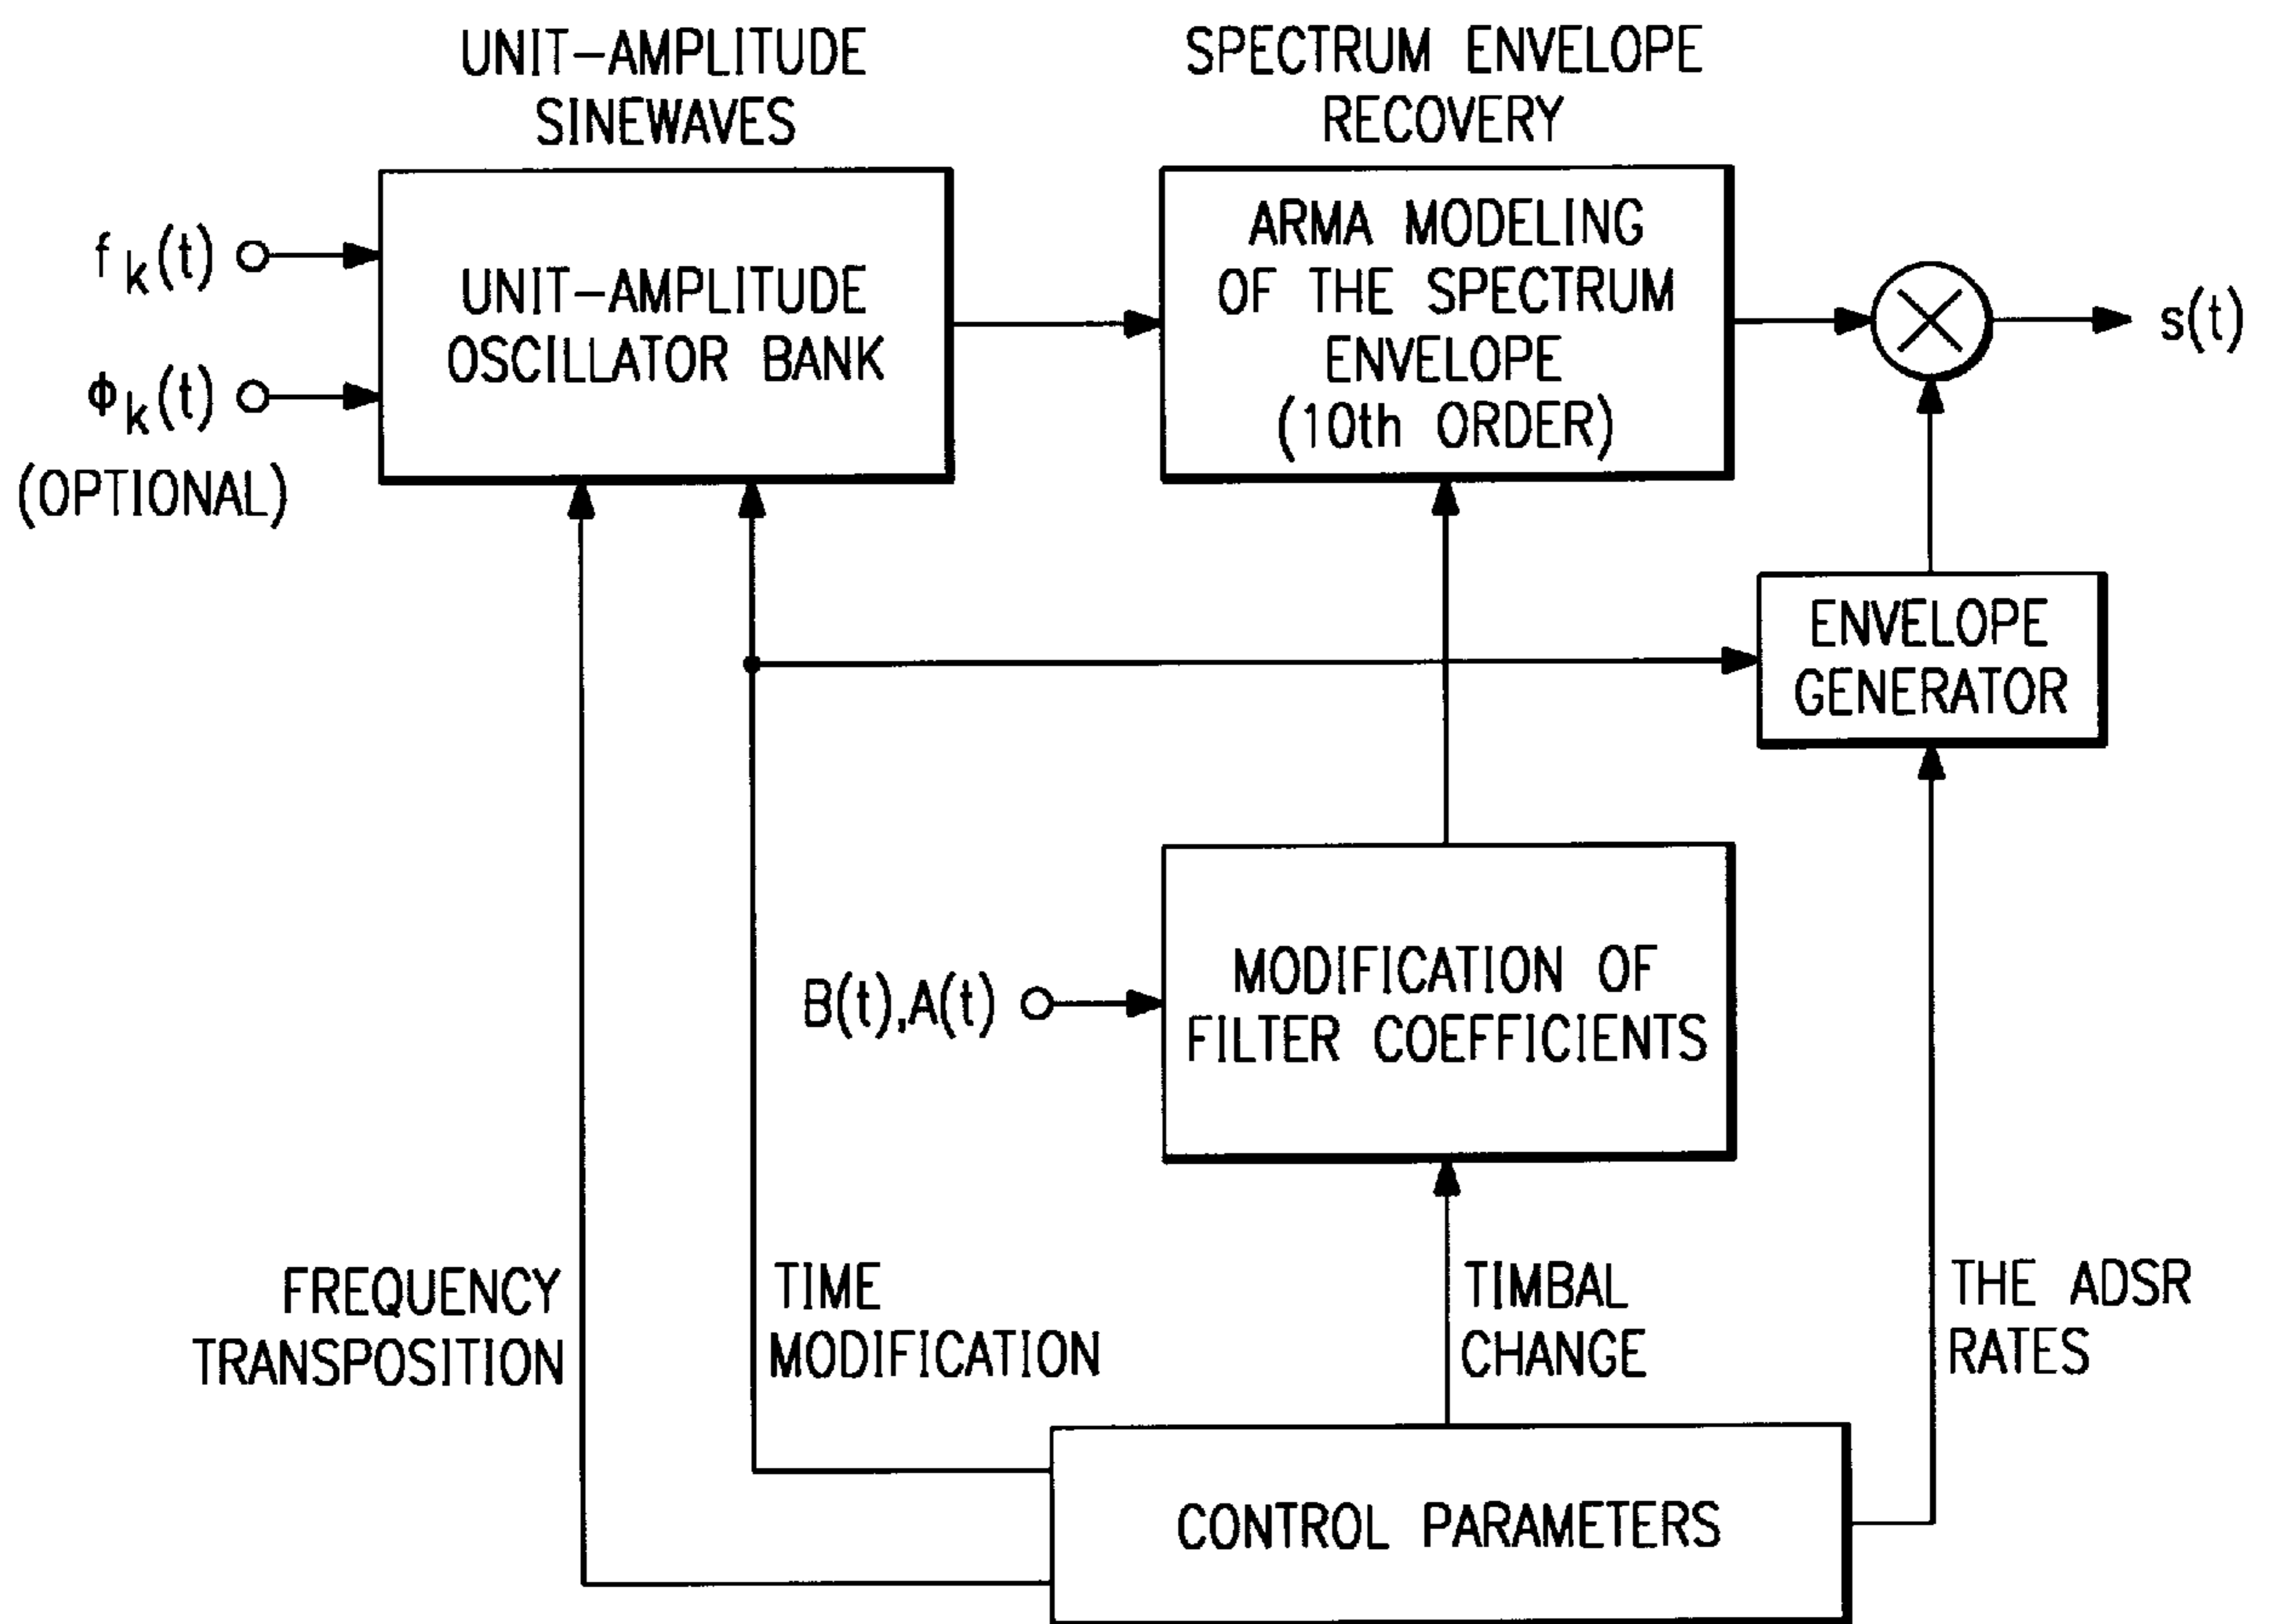 UNIT-AMPLITUDE
SINEWAVES
SPECTRUM ENVELOPE
RECOVERY
f k(t)
ϕ k(t)
(OPTIONAL)
UNIT-AMPLITUDE
OSCILLATOR BANK
ARMA MODELING
OF THE SPECTRUM
ENVELOPE
(10th ORDER)
s(t)
ENVELOPE
GENERATOR
B(t),A(t)
MODIFICATION OF
FILTER COEFFICIENTS
FREQUENCY
TRANSPOSITION
TIME
MODIFICATION
TIMBAL
CHANGE
THE ADSR
RATES
CONTROL PARAMETERS